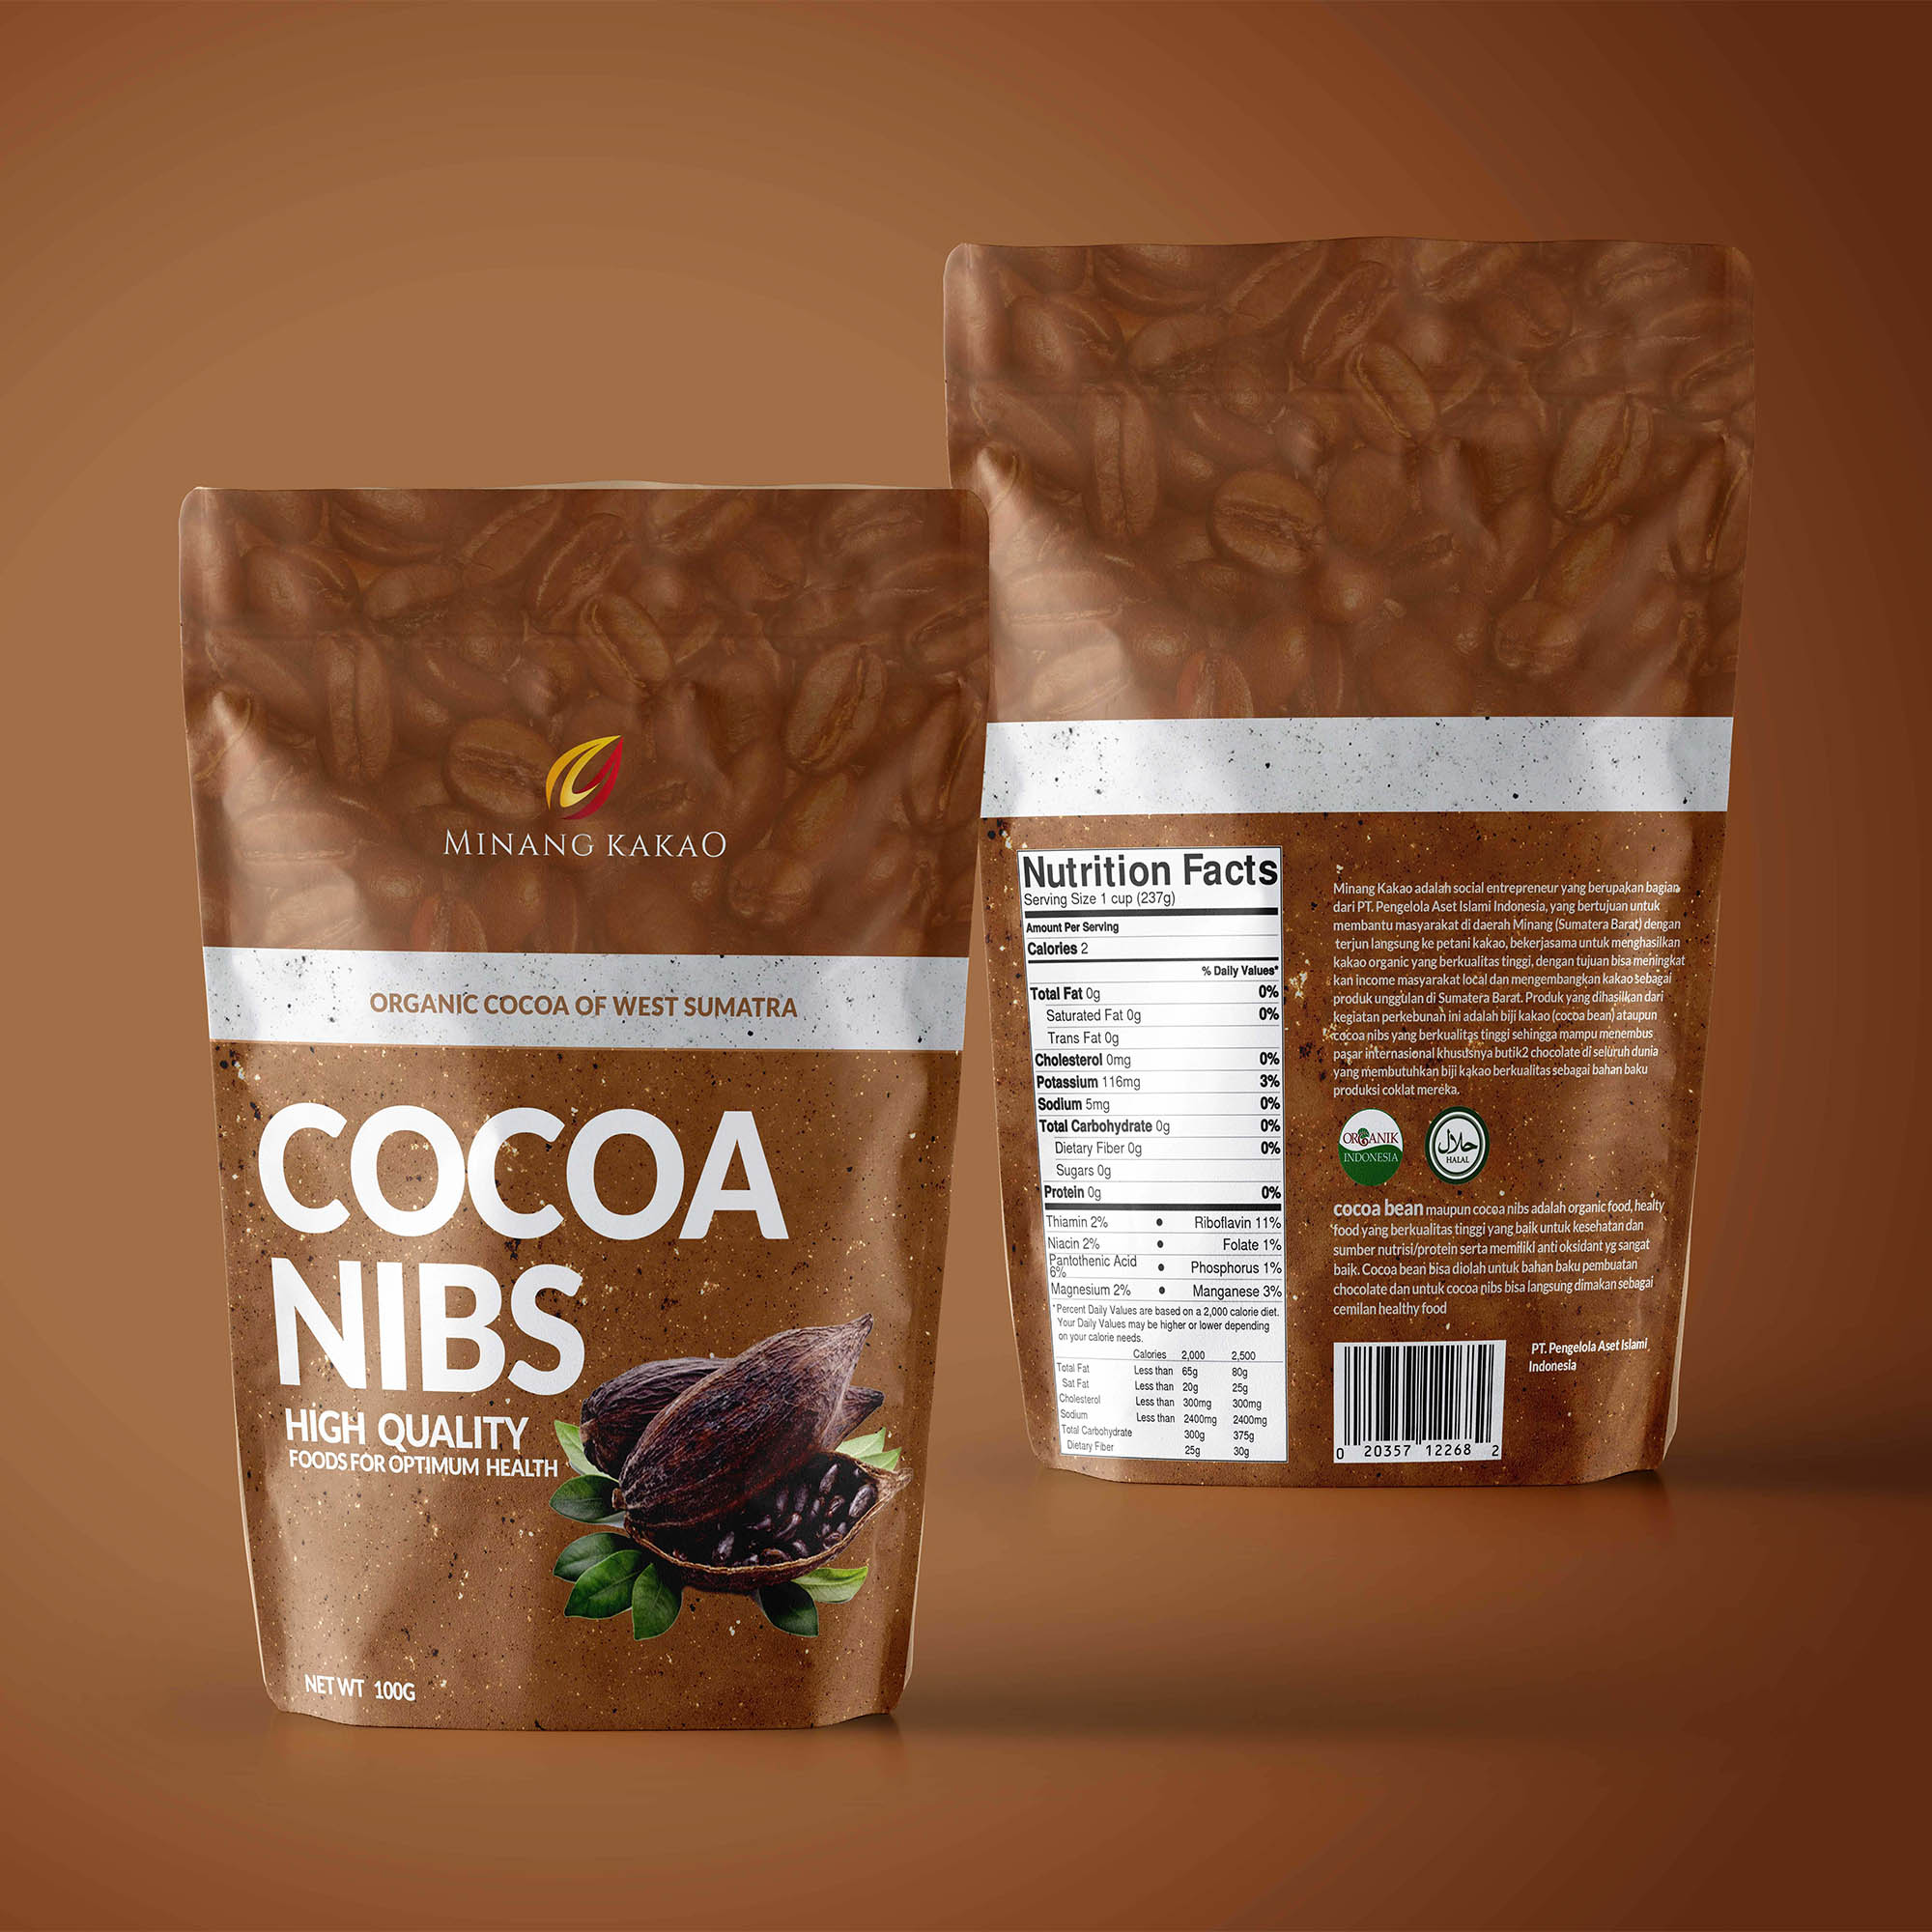 MINANG KAKAO
ORGANIC COCOA OF WEST SUMATRA
COCOA
NIBS
HIGH QUALITY
FOODS FOR OPTIMUM HEALTH
NET WT 100G
Nutrition Facts
Serving Size 1 cup (237g)
Amount Per Serving
Calories 2
% Daily Values*
Total Fat 0g 0%
Saturated Fat 0g 0%
Trans Fat 0g
Cholesterol 0mg 0%
Potassium 116mg 3%
Sodium 5mg 0%
Total Carbohydrate 0g 0%
Dietary Fiber 0g 0%
Sugars 0g
Protein 0g 0%
Thiamin 2% • Riboflavin 11%
Niacin 2% • Folate 1%
Pantothenic Acid
6% • Phosphorus 1%
Magnesium 2% • Manganese 3%
*Percent Daily Values are based on a 2,000 calorie diet.
Your Daily Values may be higher or lower depending
on your calorie needs.
Calories 2,000 2,500
Total Fat Less than 65g 80g
Sat Fat Less than 20g 25g
Cholesterol Less than 300mg 300mg
Sodium Less than 2400mg 2400mg
Total Carbohydrate 300g 375g
Dietary Fiber 25g 30g
Minang Kakao adalah social entrepreneur yang berupakan bagian
dari PT. Pengelola Aset Islami Indonesia, yang bertujuan untuk
membantu masyarakat di daerah Minang (Sumatera Barat) dengan
terjun langsung ke petani kakao, bekerjasama untuk menghasilkan
kakao organic yang berkualitas tinggi, dengan tujuan bisa meningkat
kan income masyarakat local dan mengembangkan kakao sebagai
produk unggulan di Sumatera Barat. Produk yang dihasilkan dari
kegiatan perkebunan ini adalah biji kakao (cocoa bean) ataupun
cocoa nibs yang berkualitas tinggi sehingga mampu menembus
pasar internasional khususnya butik2 chocolate di seluruh dunia
yang membutuhkan biji kakao berkualitas sebagai bahan baku
produksi coklat mereka.
ORGANIK
INDONESIA
حلال
HALAL
cocoa bean maupun cocoa nibs adalah organic food, healty
food yang berkualitas tinggi yang baik untuk kesehatan dan
sumber nutrisi/protein serta memiliki anti oksidant yg sangat
baik. Cocoa bean bisa diolah untuk bahan baku pembuatan
chocolate dan untuk cocoa nibs bisa langsung dimakan sebagai
cemilan healthy food
PT. Pengelola Aset Islami
Indonesia
0 20357 12268 2